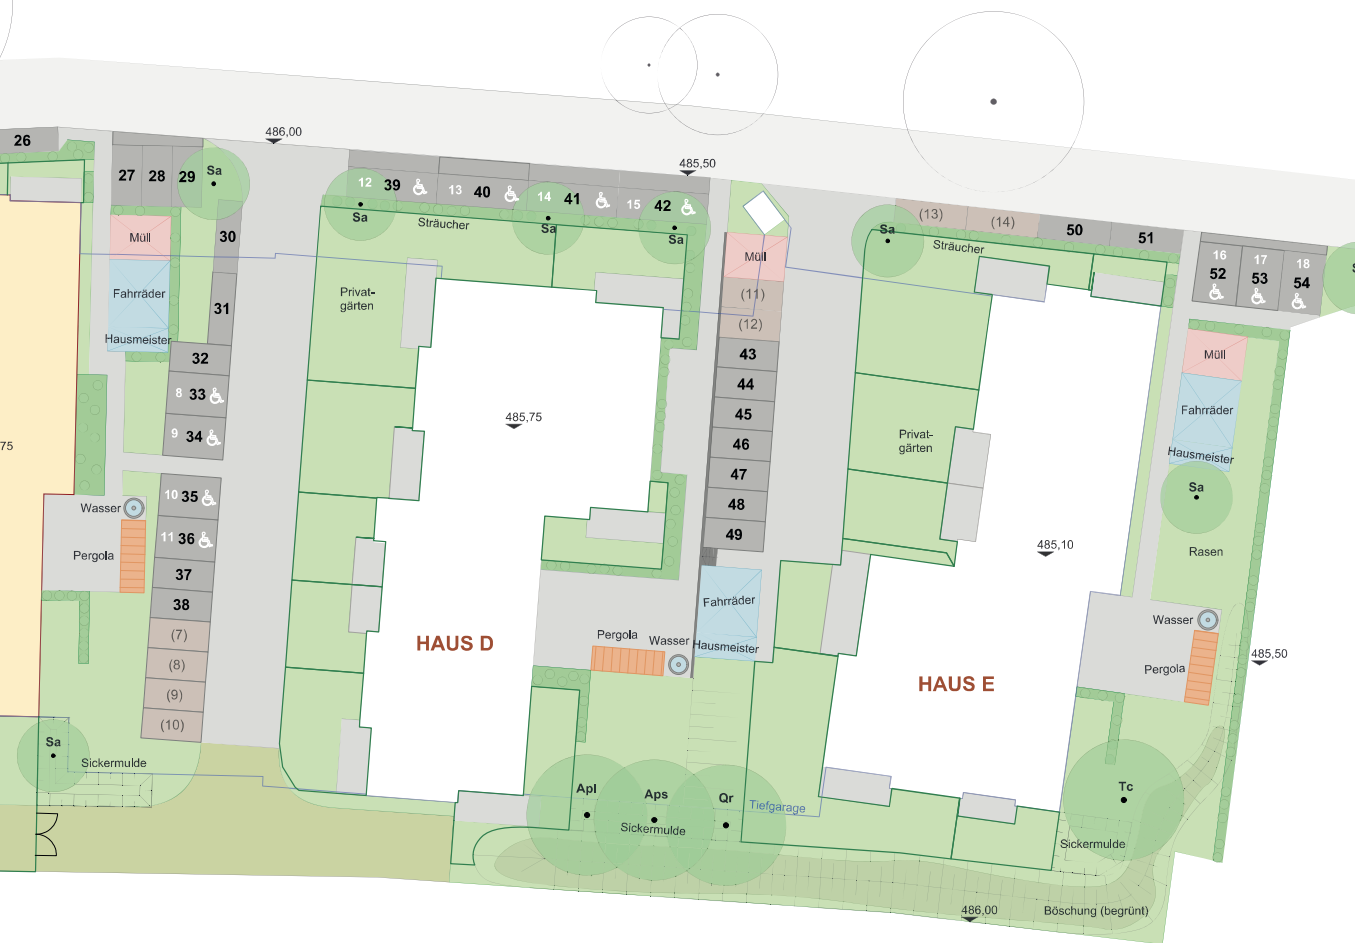 26
27
28
29
Sa
486,00
12
39
13
40
14
41
15
42
485,50
Sa
Sa
Sa
Sträucher
Müll
30
Fahrräder
31
Hausmeister
32
8
33
9
34
75
10
35
11
36
37
38
(7)
(8)
(9)
(10)
Wasser
Pergola
Sa
Sickermulde
Privat-
gärten
485,75
HAUS D
Müll
(11)
(12)
43
44
45
46
47
48
49
Fahrräder
Hausmeister
Pergola
Wasser
Apl
Aps
Qr
Sickermulde
Tiefgarage
Sa
(13)
(14)
50
51
Sträucher
Privat-
gärten
485,10
HAUS E
16
52
17
53
18
54
S
Müll
Fahrräder
Hausmeister
Sa
Rasen
Wasser
Pergola
485,50
Tc
Sickermulde
486,00
Böschung (begrünt)